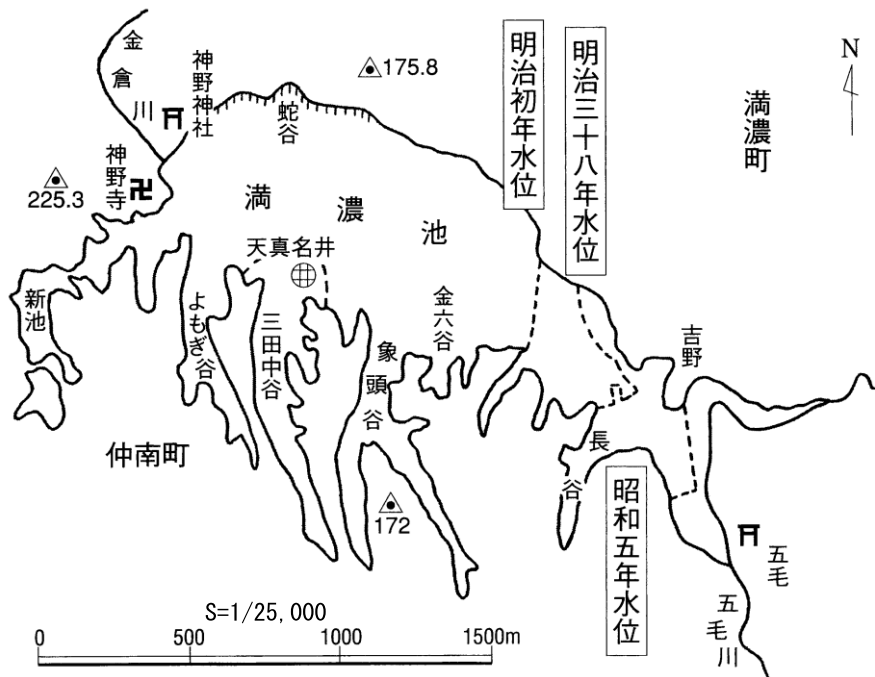 金倉川
神野神社
175.8
蛇谷
明治初年水位
明治三十八年水位
満濃町
N
225.3
神野寺
満濃池
天真名井
井
新池
よもぎ谷
三田中谷
象頭谷
金六谷
吉野
長谷
仲南町
172
昭和五年水位
五毛
五毛川
S=1/25,000
0 500 1000 1500m